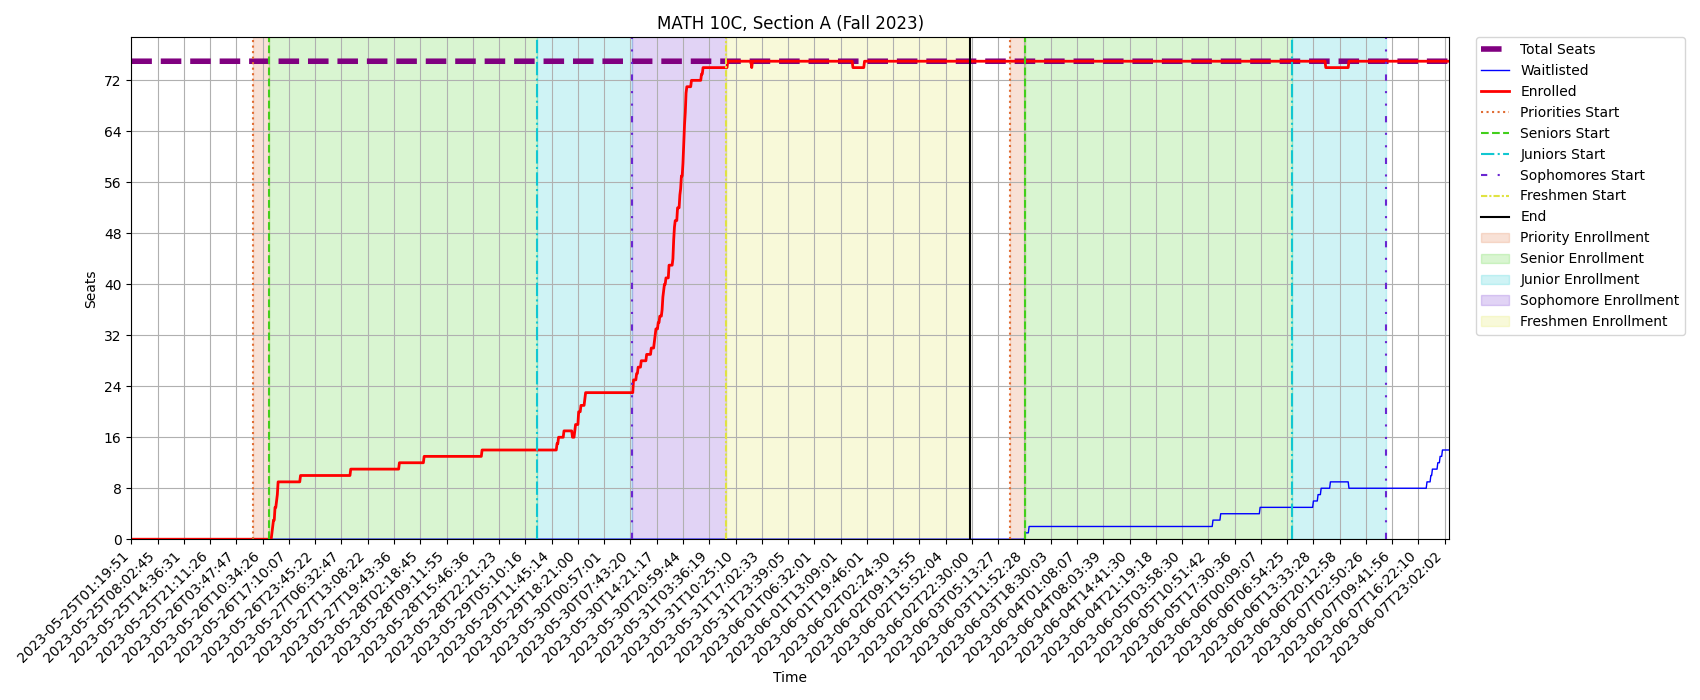 MATH 10C, Section A (Fall 2023)
Seats
72
64
56
48
40
32
24
16
8
0
2023-05-25T01:19:51
2023-05-25T08:02:45
2023-05-25T14:36:31
2023-05-25T21:11:26
2023-05-26T03:47:47
2023-05-26T10:34:26
2023-05-26T17:10:07
2023-05-26T23:45:22
2023-05-27T06:32:47
2023-05-27T13:08:22
2023-05-27T19:43:36
2023-05-28T02:18:45
2023-05-28T09:11:55
2023-05-28T15:46:36
2023-05-28T22:21:23
2023-05-29T05:10:16
2023-05-29T11:45:14
2023-05-29T18:21:00
2023-05-30T00:57:01
2023-05-30T07:43:20
2023-05-30T14:21:17
2023-05-30T20:59:44
2023-05-31T03:36:19
2023-05-31T10:25:10
2023-05-31T17:02:33
2023-05-31T23:39:05
2023-06-01T06:32:01
2023-06-01T13:09:01
2023-06-01T19:46:01
2023-06-02T02:24:30
2023-06-02T09:13:55
2023-06-02T15:52:04
2023-06-02T22:30:00
2023-06-03T05:13:27
2023-06-03T11:52:28
2023-06-03T18:30:03
2023-06-04T01:08:07
2023-06-04T08:03:39
2023-06-04T14:41:30
2023-06-04T21:19:18
2023-06-05T03:58:30
2023-06-05T10:51:42
2023-06-05T17:30:36
2023-06-06T00:09:07
2023-06-06T06:54:25
2023-06-06T13:33:28
2023-06-06T20:12:58
2023-06-07T02:50:26
2023-06-07T09:41:56
2023-06-07T16:22:10
2023-06-07T23:02:02
Time
Total Seats
Waitlisted
Enrolled
Priorities Start
Seniors Start
Juniors Start
Sophomores Start
Freshmen Start
End
Priority Enrollment
Senior Enrollment
Junior Enrollment
Sophomore Enrollment
Freshmen Enrollment